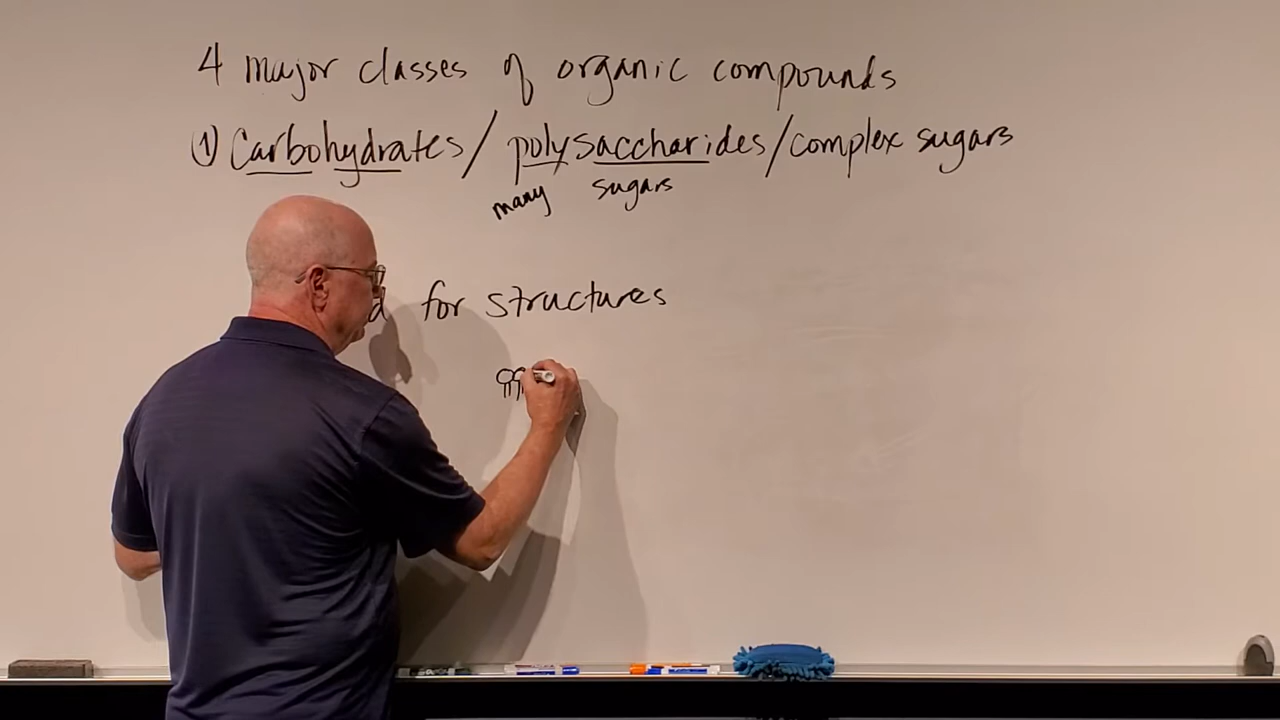 4 major classes of organic compounds
① Carbohydrates/polysaccharides/complex sugars
many sugars
for structures